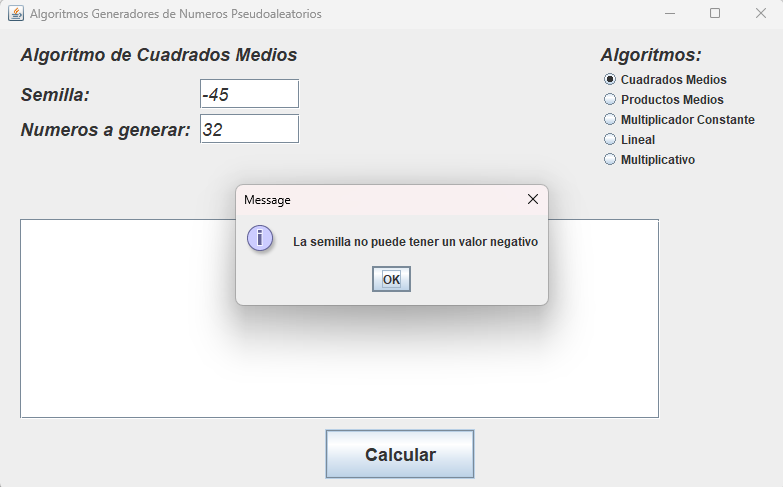 Algoritmos Generadores de Numeros Pseudoaleatorios
Algoritmo de Cuadrados Medios
Semilla:
-45
Numeros a generar:
32
Algoritmos:
Cuadrados Medios
Productos Medios
Multiplicador Constante
Lineal
Multiplicativo
Message
La semilla no puede tener un valor negativo
OK
Calcular